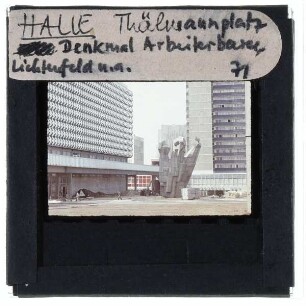 HALLE Thälmannplatz
Denkmal Arbeiterbeweg
Lichtenfeld u.a. 71